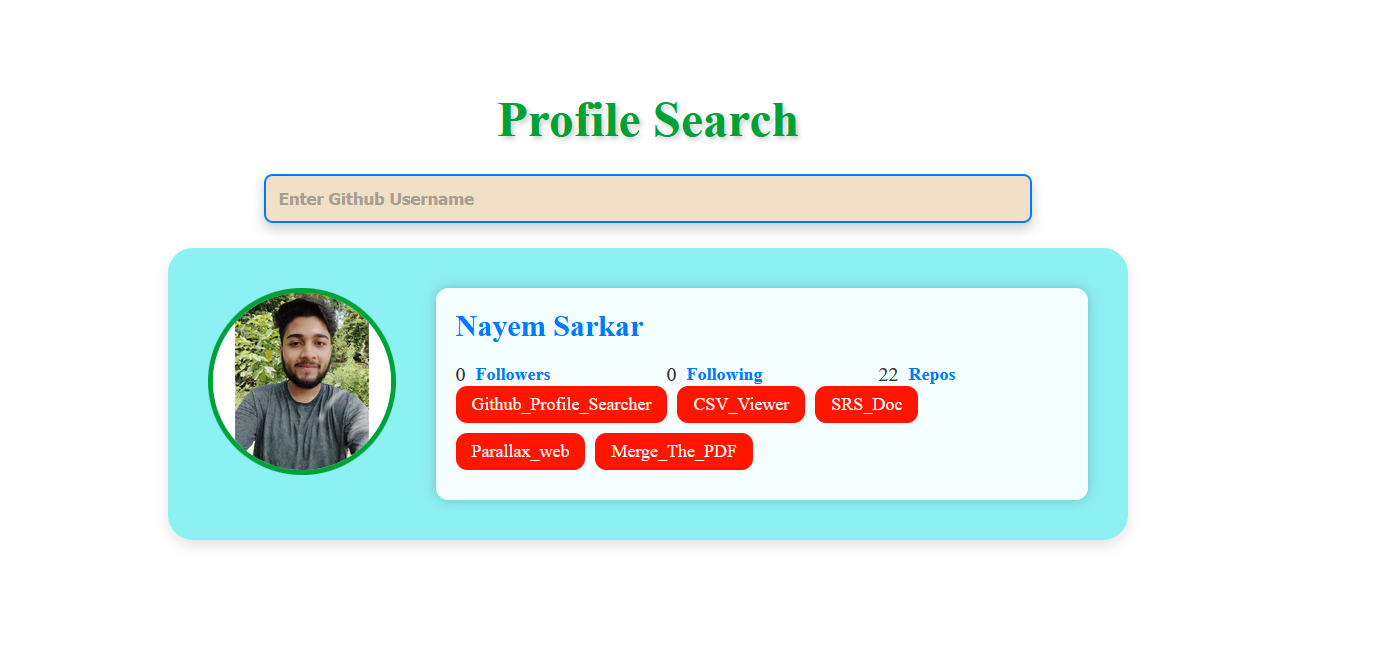 Profile Search
Enter Github Username
Nayem Sarkar
0 Followers 0 Following 22 Repos
Github_Profile_Searcher CSV_Viewer SRS_Doc
Parallax_web Merge_The_PDF